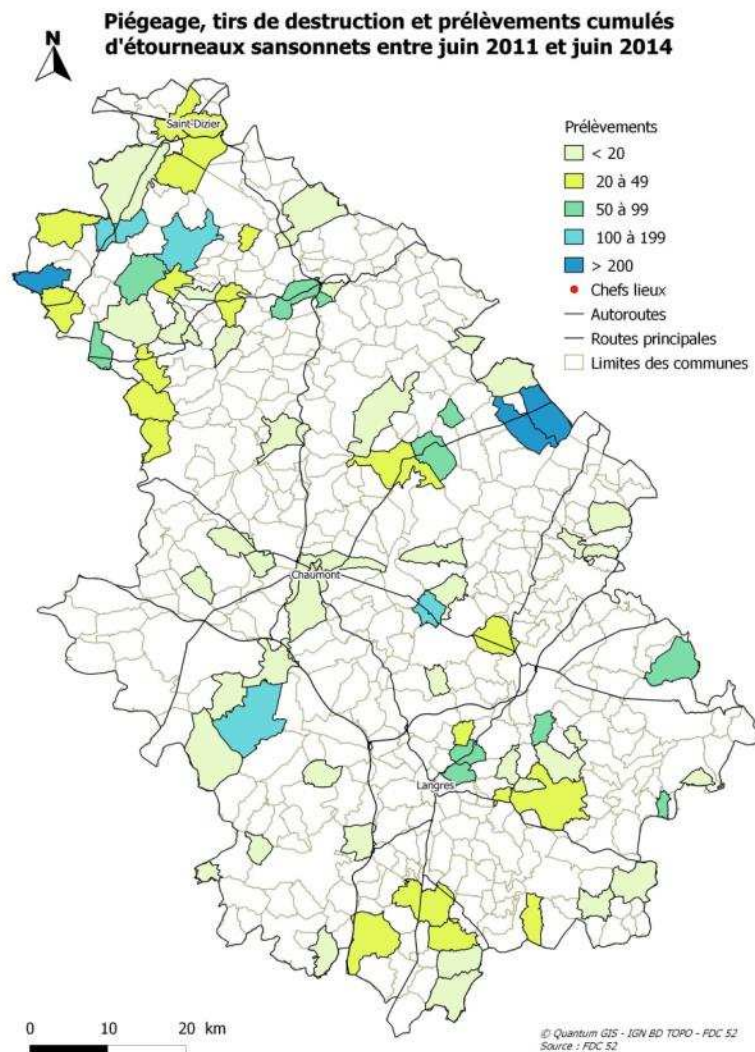 Piégeage, tirs de destruction et prélèvements cumulés
d'étourneaux sansonnets entre juin 2011 et juin 2014
N
Saint-Dizier
Prélèvements
< 20
20 à 49
50 à 99
100 à 199
> 200
Chefs lieux
Autoroutes
Routes principales
Limites des communes
Chaumont
Langres
0 10 20 km
© Quantum GIS - IGN BD TOPO - FDC 52
Source : FDC 52